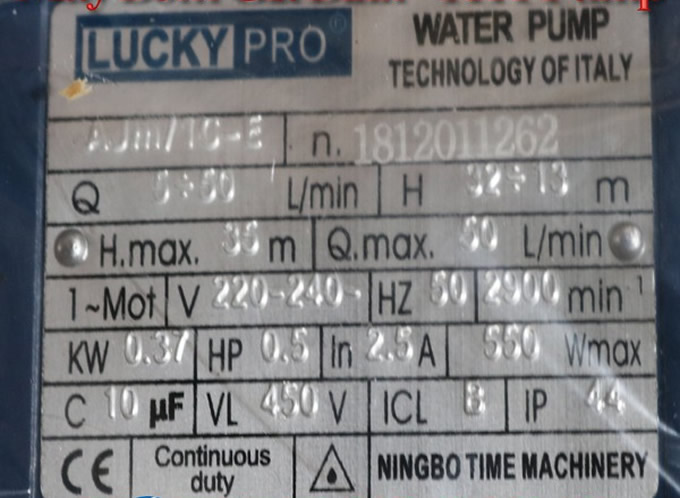 LUCKY PRO
WATER PUMP
TECHNOLOGY OF ITALY
n. 1812011262
Q L/min H 32÷13 m
H.max. m Q.max. 50 L/min
1~Mot V 220-240~ HZ 50 2900 min⁻¹
KW 0.37 HP 0.5 In 2.5 A 550 Wmax
C 10 µF VL 450 V ICL B IP 44
CE Continuous duty NINGBO TIME MACHINERY